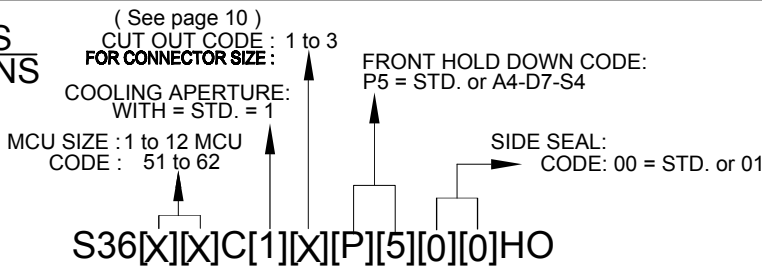 S
NS
( See page 10 )
CUT OUT CODE : 1 to 3
FOR CONNECTOR SIZE :
FRONT HOLD DOWN CODE:
P5 = STD. or A4-D7-S4
COOLING APERTURE:
WITH = STD. = 1
MCU SIZE : 1 to 12 MCU
CODE : 51 to 62
SIDE SEAL:
CODE: 00 = STD. or 01
S36[X][X]C[1][X][P][5][0][0]HO